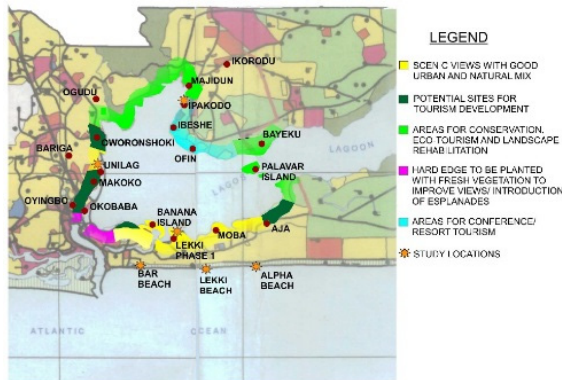 IKORODU
MAJIDUN
OGUDU
IPAKODO
IBESHE
OWORONSHOKI
BAYEKU
BARIGA
OFIN
LAGOON
UNILAG
PALAVAR
ISLAND
LAGOON
MAKOKO
OYINGBO
OKOBABA
BANANA
ISLAND
MOBA
AJA
LEKKI
PHASE 1
BAR
BEACH
LEKKI
BEACH
ALPHA
BEACH
ATLANTIC
OCEAN
LEGEND
SCENIC VIEWS WITH GOOD
URBAN AND NATURAL MIX
POTENTIAL SITES FOR
TOURISM DEVELOPMENT
AREAS FOR CONSERVATION,
ECO TOURISM AND LANDSCAPE
REHABILITATION
HARD EDGE TO BE PLANTED
WITH FRESH VEGETATION TO
IMPROVE VIEWS/ INTRODUCTION
OF ESPLANADES
AREAS FOR CONFERENCE/
RESORT TOURISM
STUDY LOCATIONS